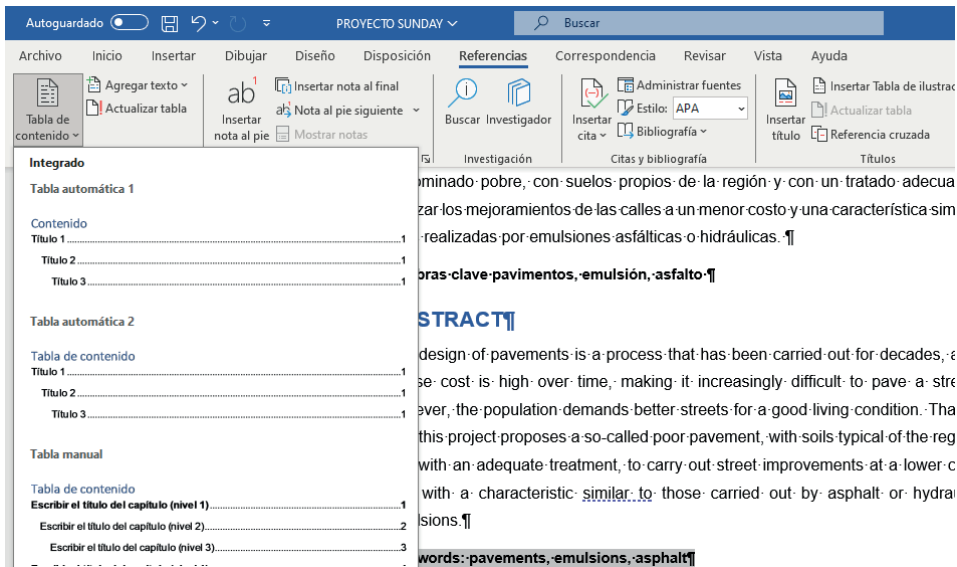 Autoguardado PROYECTO SUNDAY Buscar
Archivo Inicio Insertar Dibujar Diseño Disposición Referencias Correspondencia Revisar Vista Ayuda
Tabla de contenido
Agregar texto
Actualizar tabla
ab1
Insertar nota al pie
Insertar nota al final
Nota al pie siguiente
Mostrar notas
Buscar Investigador
Investigación
Insertar cita
Administrar fuentes
Estilo: APA
Bibliografía
Citas y bibliografía
Insertar título
Insertar Tabla de ilustrac
Actualizar tabla
Referencia cruzada
Títulos
Integrado
Tabla automática 1
Contenido
Título 1...1
Título 2...1
Título 3...1
Tabla automática 2
Tabla de contenido
Título 1...1
Título 2...1
Título 3...1
Tabla manual
Tabla de contenido
Escribir el título del capítulo (nivel 1)...1
Escribir el título del capítulo (nivel 2)...2
Escribir el título del capítulo (nivel 3)...3
ominado pobre, con suelos propios de la región y con un tratado adecua
zar los mejoramientos de las calles a un menor costo y una característica sim
realizadas por emulsiones asfálticas o hidráulicas. ¶
bras clave pavimentos, emulsión, asfalto ¶
STRACT¶
design of pavements is a process that has been carried out for decades, a
se cost is high over time, making it increasingly difficult to pave a stre
ever, the population demands better streets for a good living condition. Tha
this project proposes a so-called poor pavement, with soils typical of the reg
with an adequate treatment, to carry out street improvements at a lower c
with a characteristic similar to those carried out by asphalt or hydrau
lsions.¶
words: pavements, emulsions, asphalt¶